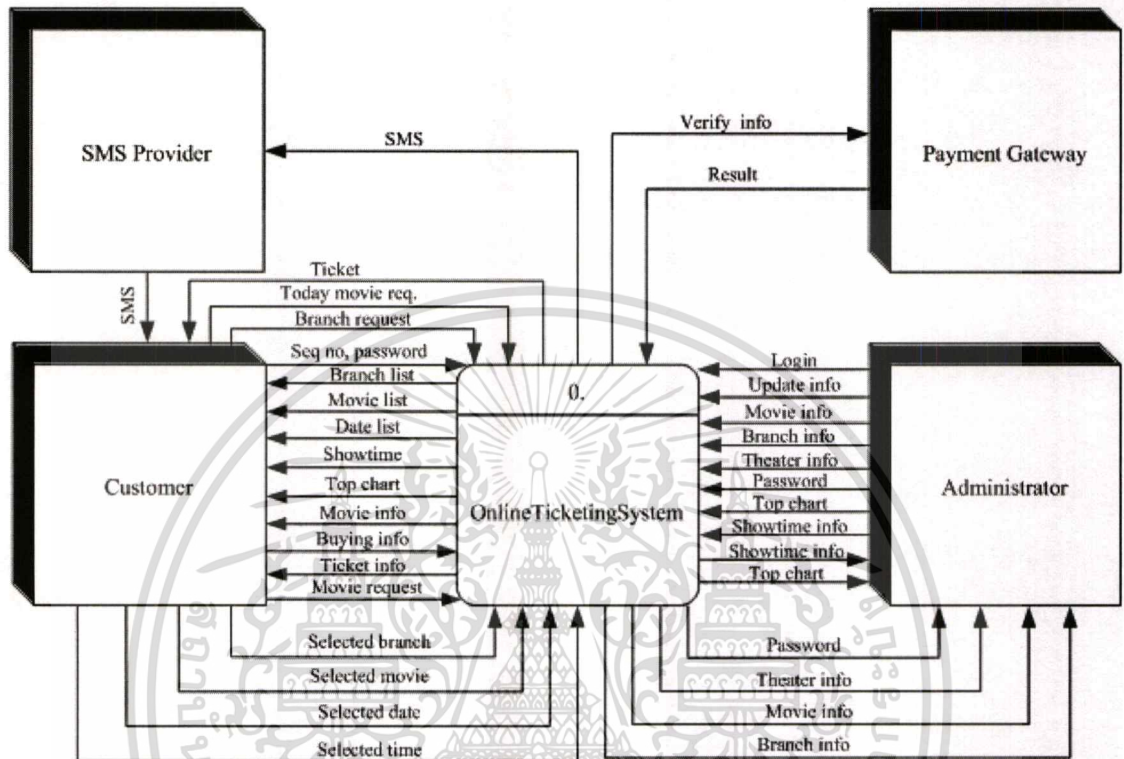 SMS Provider
SMS
Verify info
Payment Gateway
Result
SMS
Ticket
Today movie req.
Branch request
Seq no, password
Branch list
Movie list
Date list
Showtime
Top chart
Movie info
Buying info
Ticket info
Movie request
Customer
0.
OnlineTicketingSystem
Login
Update info
Movie info
Branch info
Theater info
Password
Top chart
Showtime info
Showtime info
Top chart
Administrator
Selected branch
Selected movie
Selected date
Selected time
Password
Theater info
Movie info
Branch info